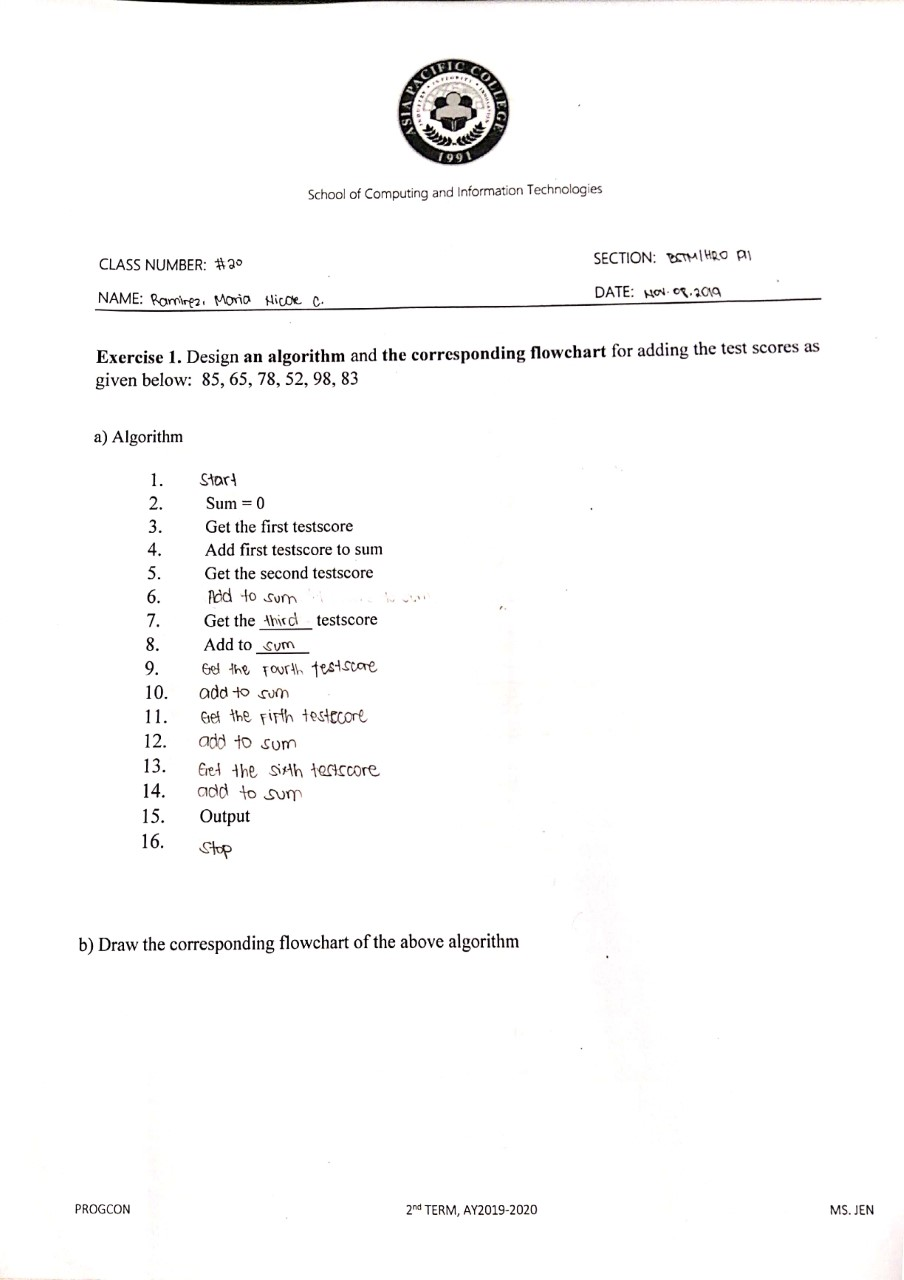 ASIA PACIFIC COLLEGE
1991
School of Computing and Information Technologies
CLASS NUMBER: #20
SECTION:
NAME: Ramirez, Maria Nicole C.
DATE: Nov. 08, 2019
Exercise 1. Design an algorithm and the corresponding flowchart for adding the test scores as
given below: 85, 65, 78, 52, 98, 83
a) Algorithm
1. Start
2. Sum = 0
3. Get the first testscore
4. Add first testscore to sum
5. Get the second testscore
6. Add to sum
7. Get the third testscore
8. Add to sum
9. Get the Fourth testscore
10. add to sum
11. Get the Fifth testscore
12. add to sum
13. Get the sixth testscore
14. add to sum
15. Output
16. Stop
b) Draw the corresponding flowchart of the above algorithm
PROGCON
2nd TERM, AY2019-2020
MS. JEN